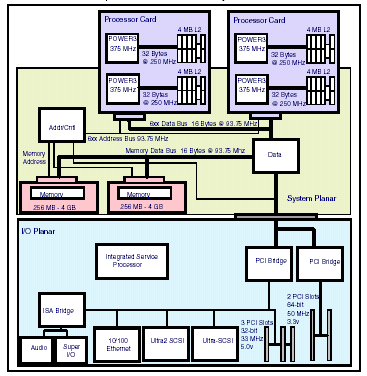 Processor Card
Processor Card
4 MB L2
POWER3
375 MHz
32 Bytes
@ 250 MHz
4 MB L2
POWER3
375 MHz
32 Bytes
@ 250 MHz
4 MB L2
POWER3
375 MHz
32 Bytes
@ 250 MHz
4 MB L2
POWER3
375 MHz
32 Bytes
@ 250 MHz
6xx Data Bus 16 Bytes @ 93.75 MHz
Addr/Cntl
6xx Address Bus 93.75 MHz
Memory
Address
Memory Data Bus 16 Bytes @ 93.75 Mhz
Data
Memory
256 MB - 4 GB
Memory
256 MB - 4 GB
System Planar
I/O Planar
Integrated Service
Processor
PCI Bridge
PCI Bridge
ISA Bridge
2 PCI Slots
64-bit
50 MHz
3.3v
3 PCI Slots
32-bit
33 MHz
5.0v
Audio
Super
I/O
10/100
Ethernet
Ultra2 SCSI
Ultra-SCSI